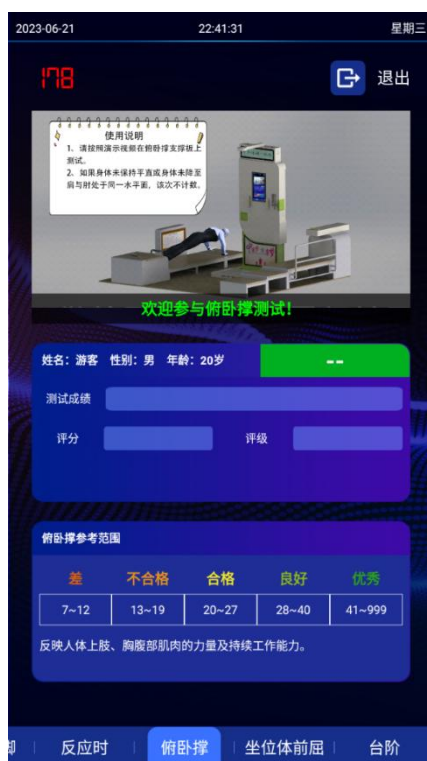 2023-06-21 22:41:31 星期三
178 退出
使用说明
1、请按照演示视频在俯卧撑支撑板上
测试。
2、如果身体未保持平直或身体未降至
肩与肘处于同一水平面，该次不计数。
欢迎参与俯卧撑测试！
姓名：游客 性别：男 年龄：20岁 --
测试成绩
评分 评级
俯卧撑参考范围
差 不合格 合格 良好 优秀
7~12 13~19 20~27 28~40 41~999
反映人体上肢、胸腹部肌肉的力量及持续工作能力。
反应时 俯卧撑 坐位体前屈 台阶